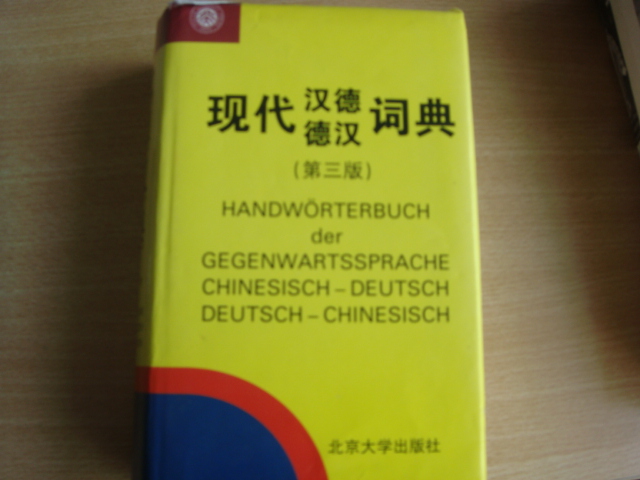 现代汉德德汉词典
(第三版)
HANDWÖRTERBUCH
der
GEGENWARTSSPRACHE
CHINESISCH – DEUTSCH
DEUTSCH – CHINESISCH
北京大学出版社